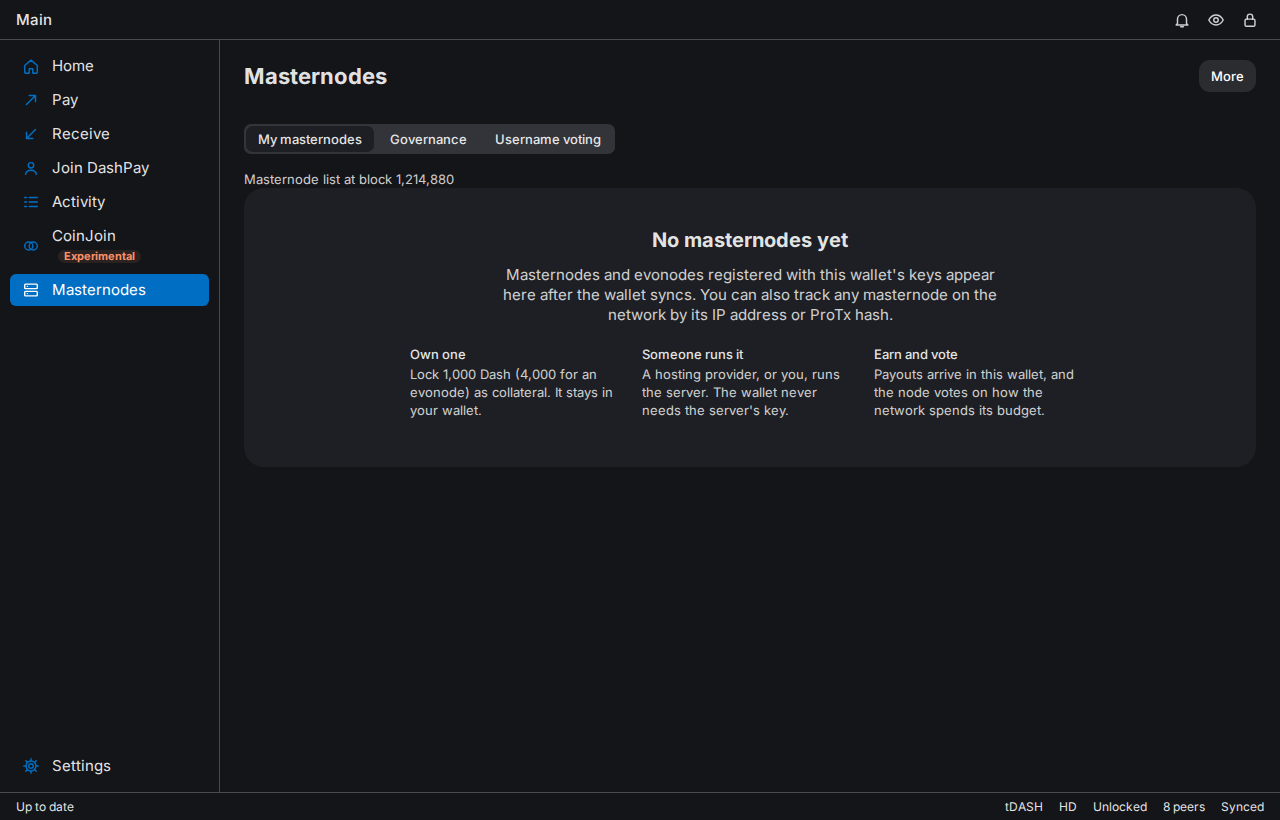 Main
Home
Pay
Receive
Join DashPay
Activity
CoinJoin
Experimental
Masternodes
Settings
Masternodes
More
My masternodes
Governance
Username voting
Masternode list at block 1,214,880
No masternodes yet
Masternodes and evonodes registered with this wallet's keys appear
here after the wallet syncs. You can also track any masternode on the
network by its IP address or ProTx hash.
Own one
Lock 1,000 Dash (4,000 for an
evonode) as collateral. It stays in
your wallet.
Someone runs it
A hosting provider, or you, runs
the server. The wallet never
needs the server's key.
Earn and vote
Payouts arrive in this wallet, and
the node votes on how the
network spends its budget.
Up to date
tDASH
HD
Unlocked
8 peers
Synced